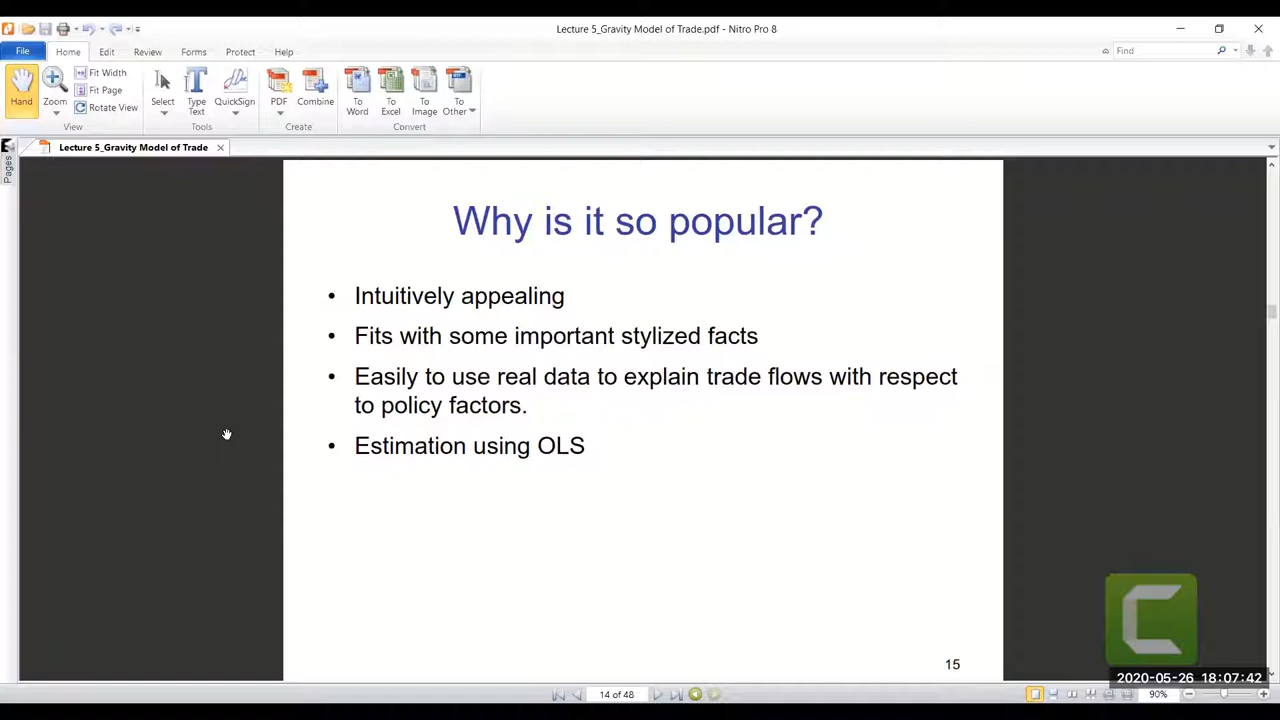 Lecture 5_Gravity Model of Trade.pdf - Nitro Pro 8
File Home Edit Review Forms Protect Help
Find
Hand
Zoom
Fit Width
Fit Page
Rotate View
View
Select
Type Text
QuickSign
Tools
PDF
Combine
Create
To Word
To Excel
To Image
To Other
Convert
Lecture 5_Gravity Model of Trade
Pages
Why is it so popular?
• Intuitively appealing
• Fits with some important stylized facts
• Easily to use real data to explain trade flows with respect
to policy factors.
• Estimation using OLS
15
2020-05-26 18:07:42
14 of 48
90%